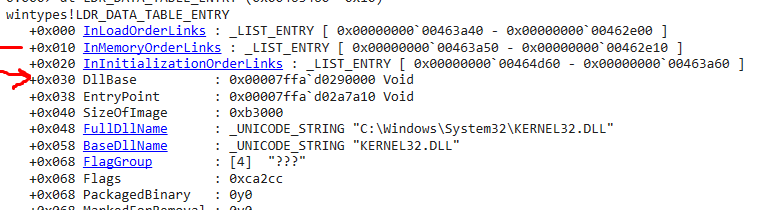 wintypes!LDR_DATA_TABLE_ENTRY
+0x000 InLoadOrderLinks : _LIST_ENTRY [ 0x00000000`00463a40 - 0x00000000`00462e00 ]
+0x010 InMemoryOrderLinks : _LIST_ENTRY [ 0x00000000`00463a50 - 0x00000000`00462e10 ]
+0x020 InInitializationOrderLinks : _LIST_ENTRY [ 0x00000000`00464d60 - 0x00000000`00463a60 ]
+0x030 DllBase : 0x00007ffa`d0290000 Void
+0x038 EntryPoint : 0x00007ffa`d02a7a10 Void
+0x040 SizeOfImage : 0xb3000
+0x048 FullDllName : _UNICODE_STRING "C:\Windows\System32\KERNEL32.DLL"
+0x058 BaseDllName : _UNICODE_STRING "KERNEL32.DLL"
+0x068 FlagGroup : [4] "???"
+0x068 Flags : 0xca2cc
+0x068 PackagedBinary : 0y0